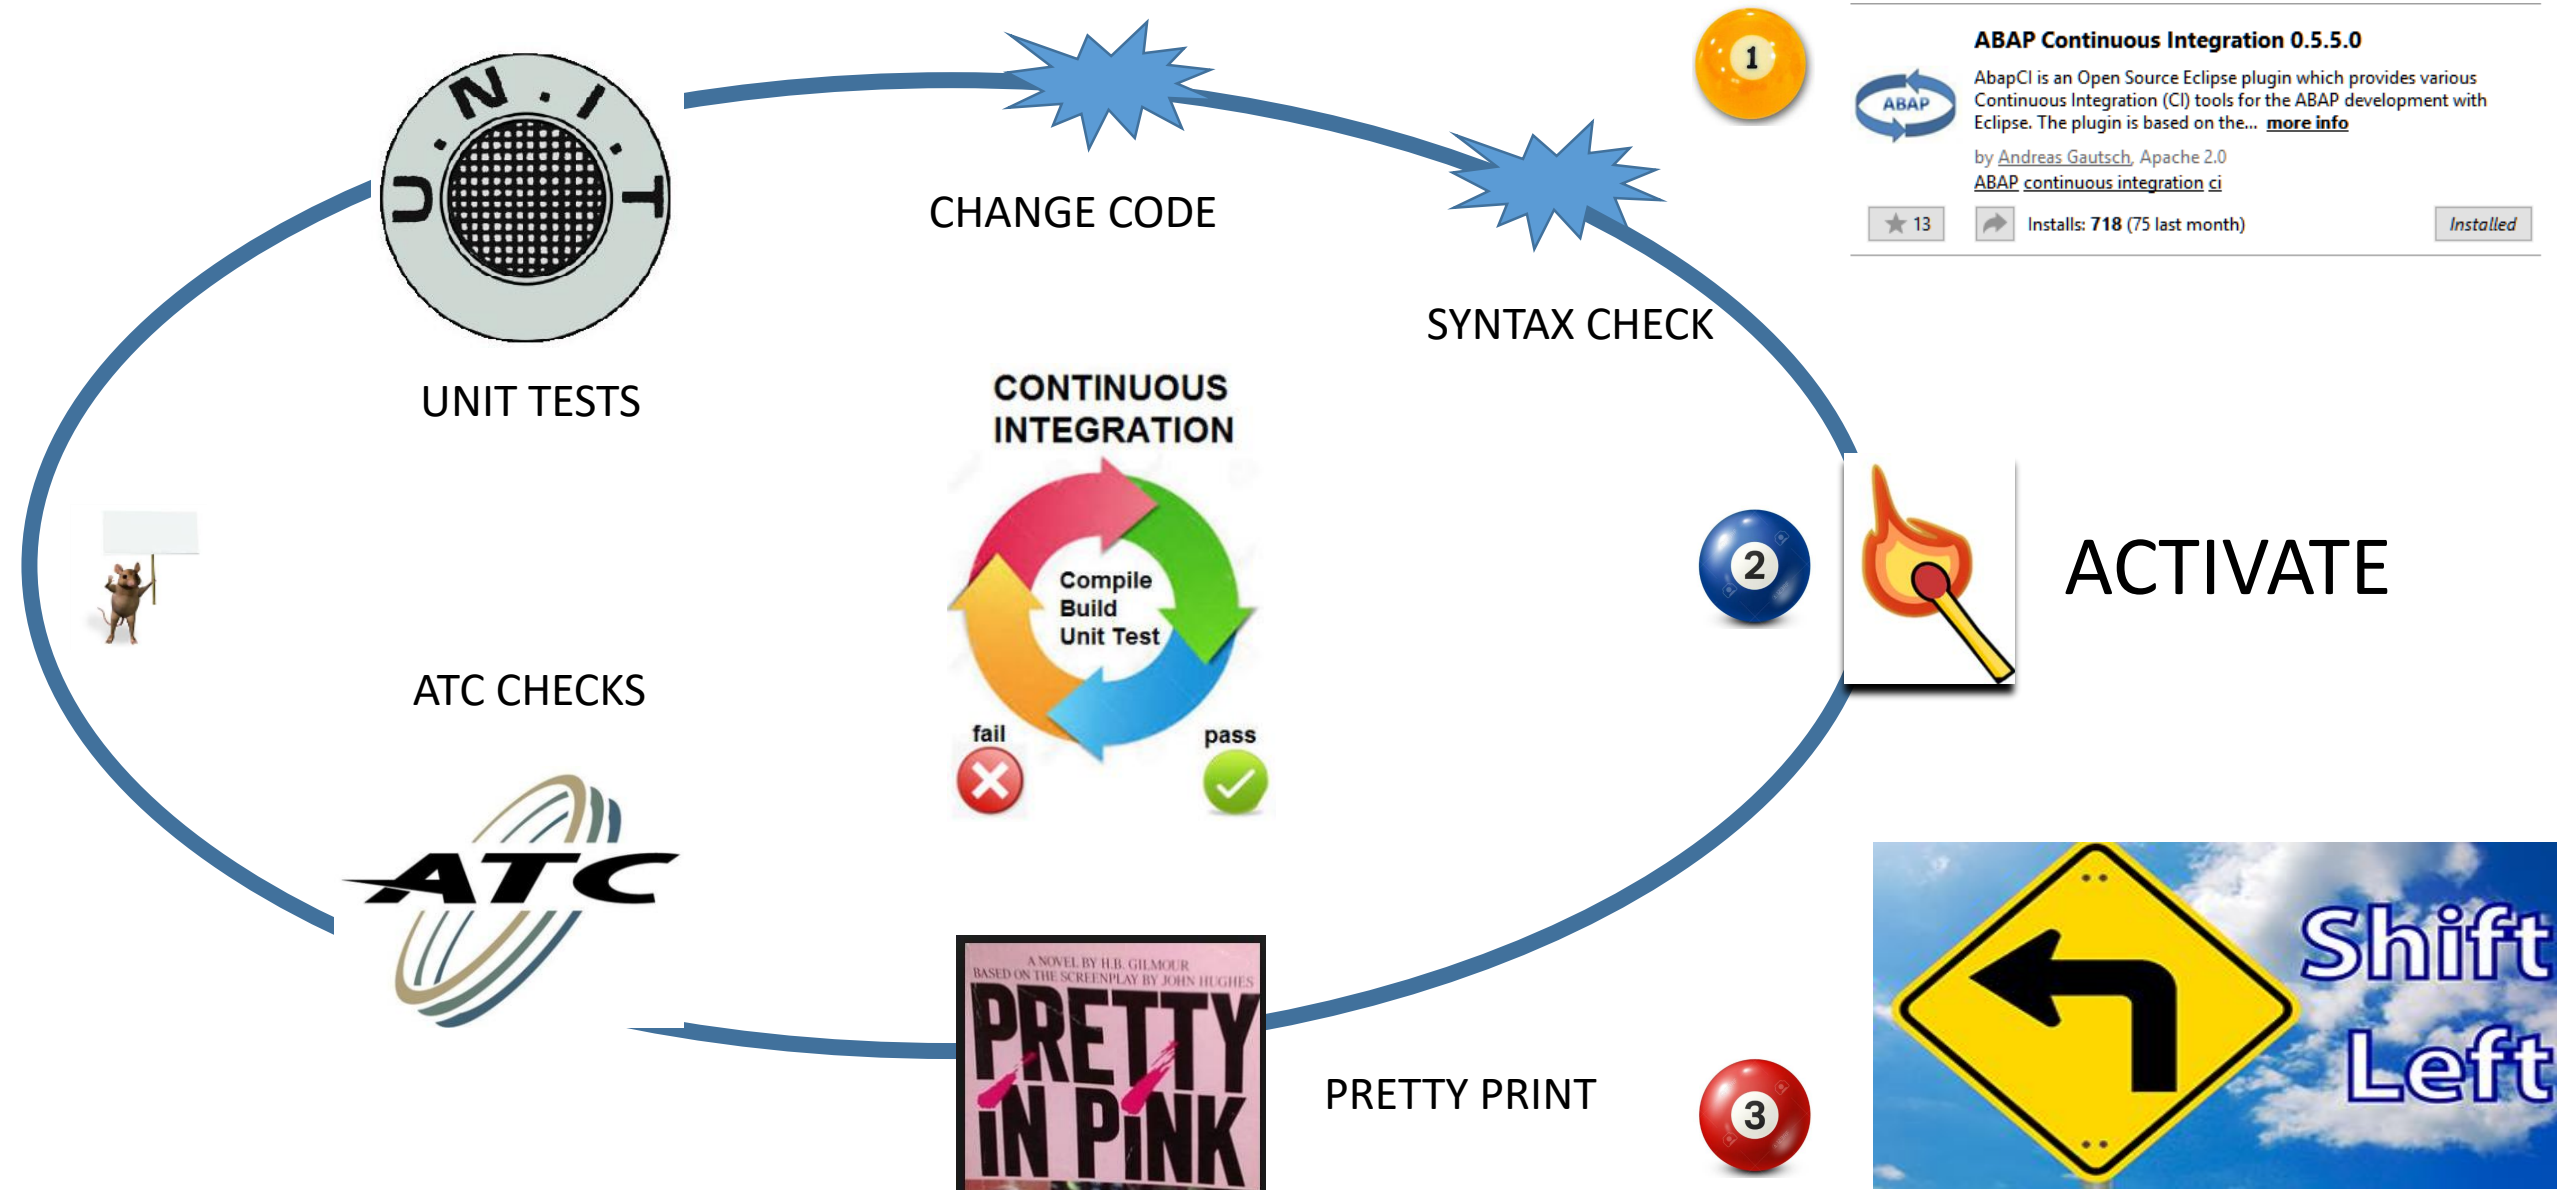 U.N.I.T
UNIT TESTS
CHANGE CODE
SYNTAX CHECK
1
ABAP
ABAP Continuous Integration 0.5.5.0
AbapCI is an Open Source Eclipse plugin which provides various
Continuous Integration (CI) tools for the ABAP development with
Eclipse. The plugin is based on the... more info
by Andreas Gautsch, Apache 2.0
ABAP continuous integration ci
13
Installs: 718 (75 last month)
Installed
CONTINUOUS
INTEGRATION
Compile
Build
Unit Test
fail
pass
2
ACTIVATE
ATC CHECKS
ATC
A NOVEL BY H.B. GILMOUR
BASED ON THE SCREENPLAY BY JOHN HUGHES
PRETTY
iN PiNK
PRETTY PRINT
3
Shift
Left